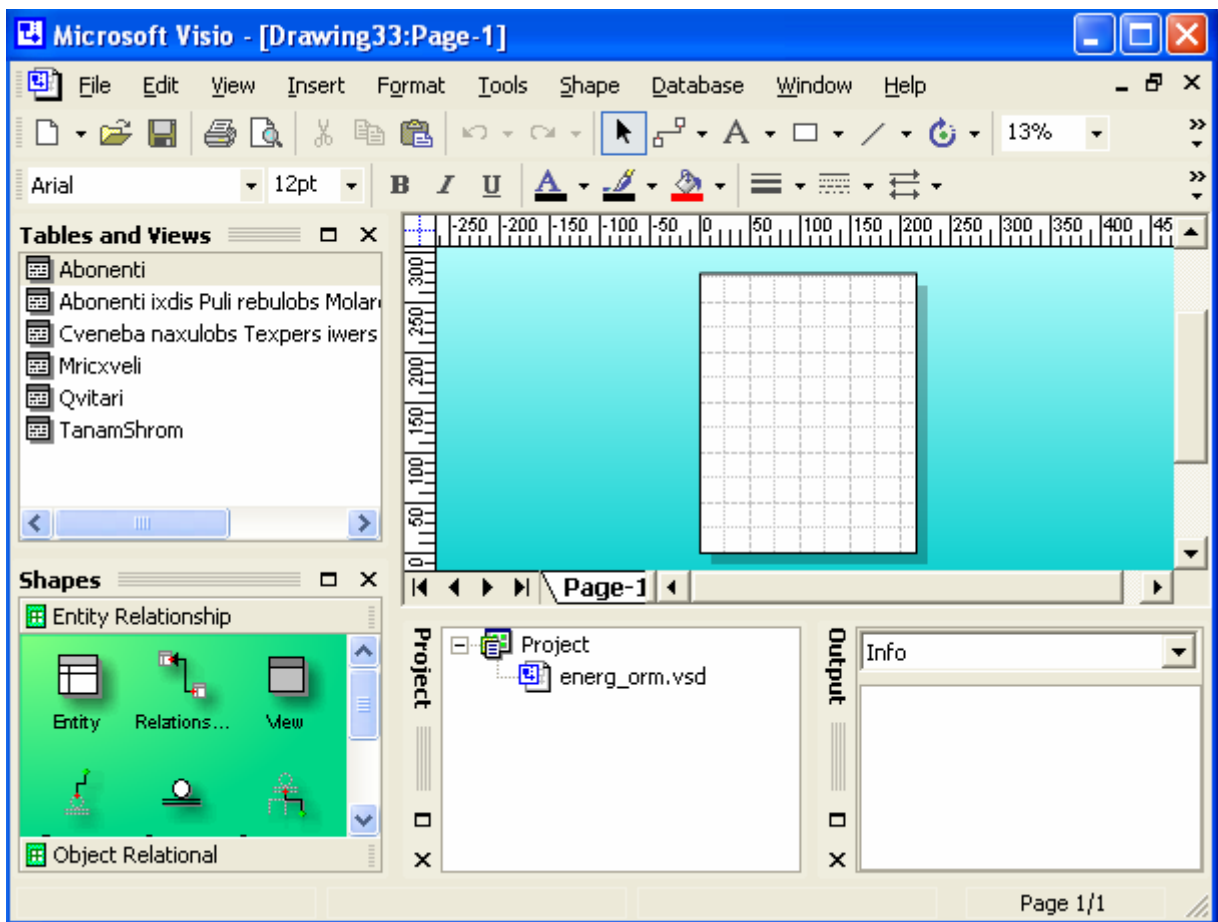 Microsoft Visio - [Drawing33:Page-1]
File Edit View Insert Format Tools Shape Database Window Help
13%
Arial 12pt B I U A
Tables and Views
Abonenti
Abonenti ixdis Puli rebulobs Molar
Cveneba naxulobs Texpers iwers
Mricxveli
Qvitari
TanamShrom
Shapes
Entity Relationship
Entity Relations... View
Object Relational
-250 -200 -150 -100 -50 0 50 100 150 200 250 300 350 400 45
300 250 200 150 100 50 0
Page-1
Project
Project
energ_orm.vsd
Output
Info
Page 1/1